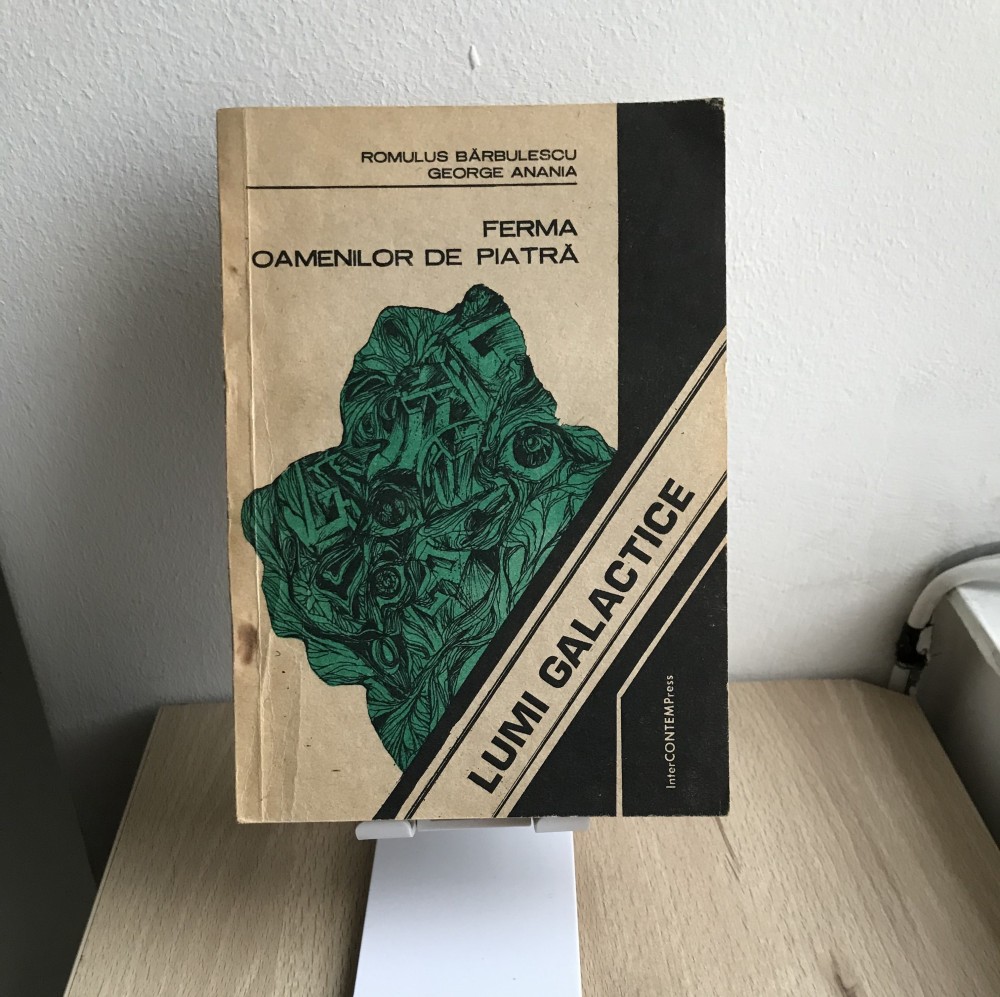 ROMULUS BĂRBULESCU
GEORGE ANANIA
FERMA
OAMENILOR DE PIATRĂ
LUMI GALACTICE
InterCONTEMPress